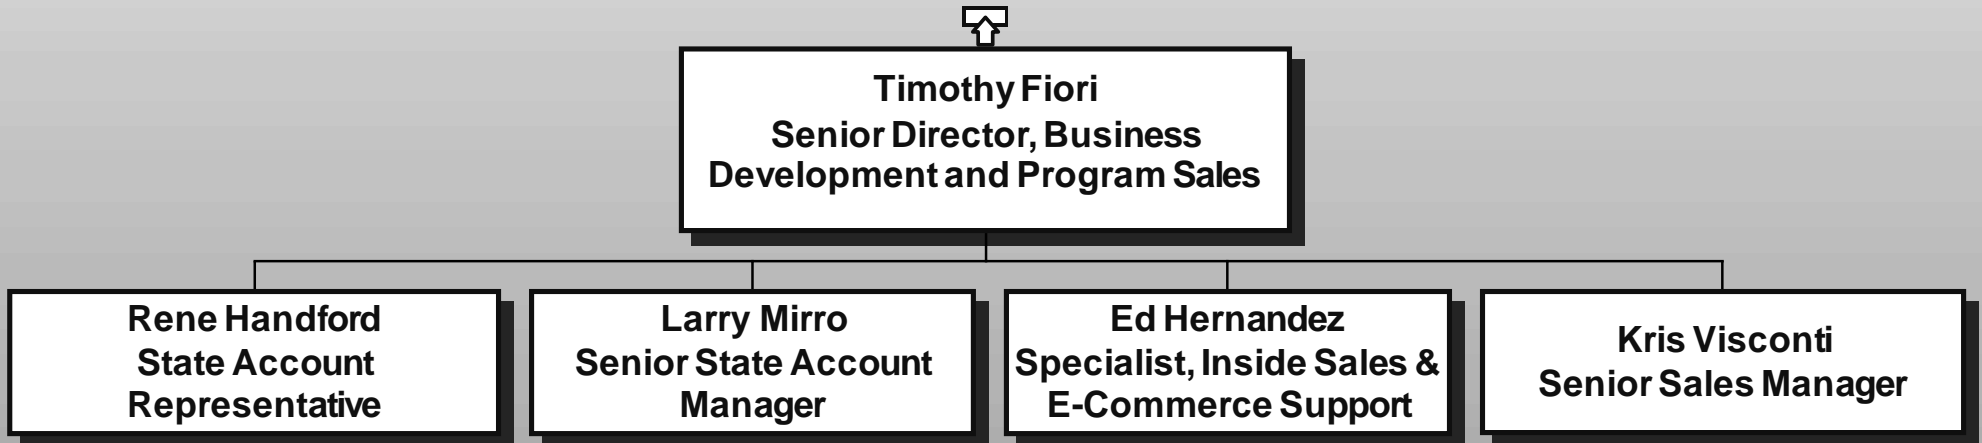 Timothy Fiori
Senior Director, Business
Development and Program Sales
Rene Handford
State Account
Representative
Larry Mirro
Senior State Account
Manager
Ed Hernandez
Specialist, Inside Sales &
E-Commerce Support
Kris Visconti
Senior Sales Manager